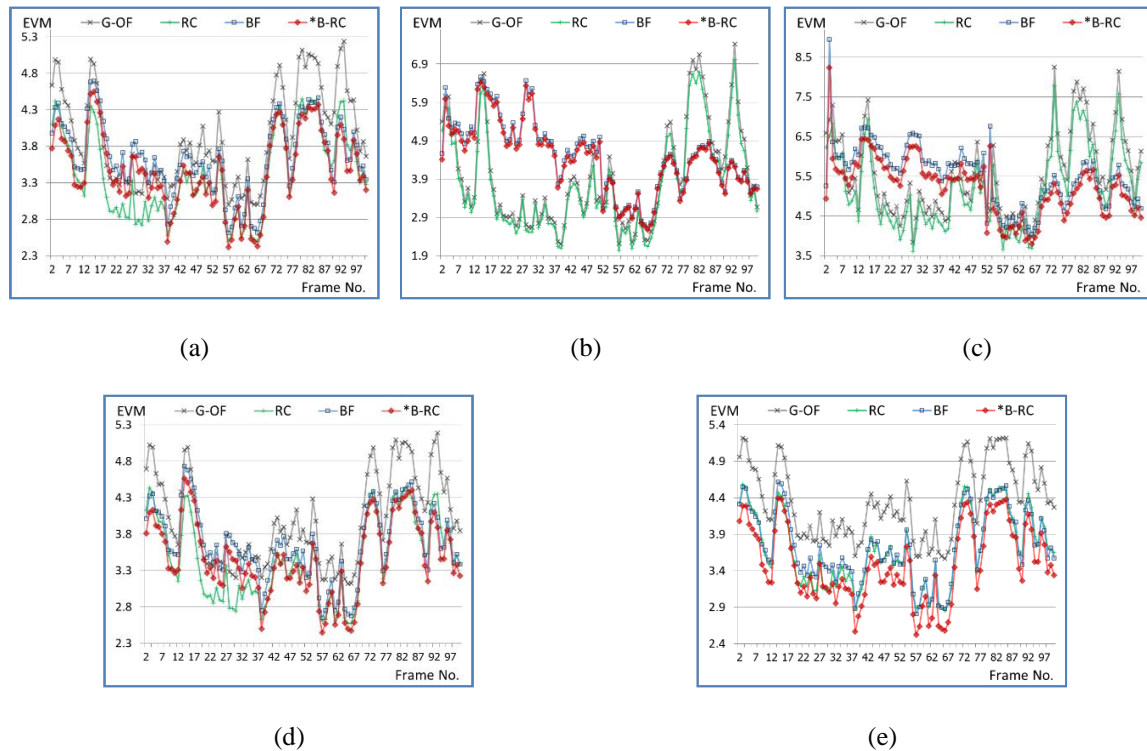 EVM G-OF RC BF *B-RC
5.3
4.8
4.3
3.8
3.3
2.8
2.3
2 7 12 17 22 27 32 37 42 47 52 57 62 67 72 77 82 87 92 97
Frame No.
(a)
EVM G-OF RC BF *B-RC
6.9
5.9
4.9
3.9
2.9
1.9
2 7 12 17 22 27 32 37 42 47 52 57 62 67 72 77 82 87 92 97
Frame No.
(b)
EVM G-OF RC BF *B-RC
8.5
7.5
6.5
5.5
4.5
3.5
2 7 12 17 22 27 32 37 42 47 52 57 62 67 72 77 82 87 92 97
Frame No.
(c)
EVM G-OF RC BF *B-RC
5.3
4.8
4.3
3.8
3.3
2.8
2.3
2 7 12 17 22 27 32 37 42 47 52 57 62 67 72 77 82 87 92 97
Frame No.
(d)
EVM G-OF RC BF *B-RC
5.4
4.9
4.4
3.9
3.4
2.9
2.4
2 7 12 17 22 27 32 37 42 47 52 57 62 67 72 77 82 87 92 97
Frame No.
(e)